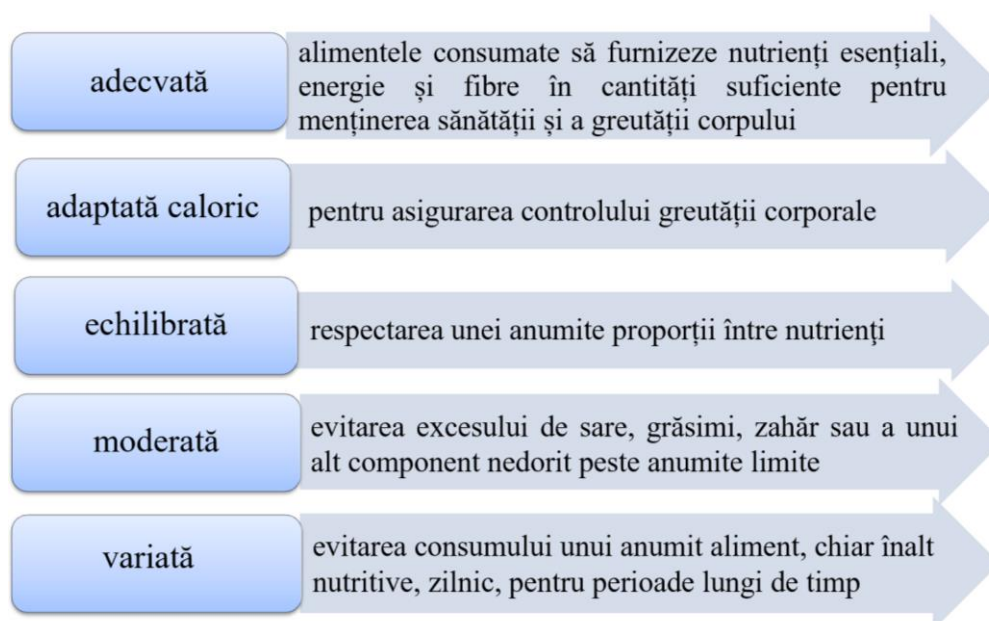 adecvată
alimentele consumate să furnizeze nutrienți esențiali,
energie și fibre în cantități suficiente pentru
menținerea sănătății și a greutății corpului
adaptată caloric
pentru asigurarea controlului greutății corporale
echilibrată
respectarea unei anumite proporții între nutrienţi
moderată
evitarea excesului de sare, grăsimi, zahăr sau a unui
alt component nedorit peste anumite limite
variată
evitarea consumului unui anumit aliment, chiar înalt
nutritive, zilnic, pentru perioade lungi de timp